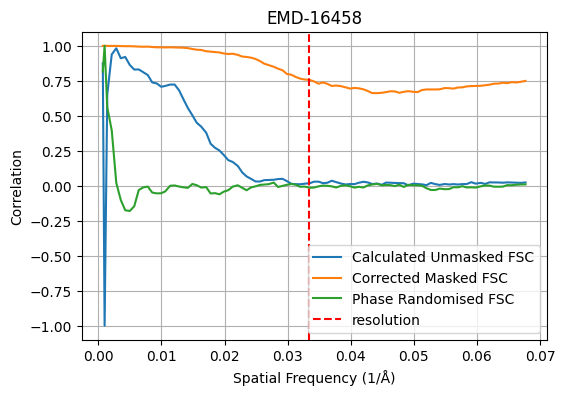 EMD-16458
1.00
0.75
0.50
0.25
0.00
−0.25
−0.50
−0.75
−1.00
Correlation
Calculated Unmasked FSC
Corrected Masked FSC
Phase Randomised FSC
resolution
0.00 0.01 0.02 0.03 0.04 0.05 0.06 0.07
Spatial Frequency (1/Å)